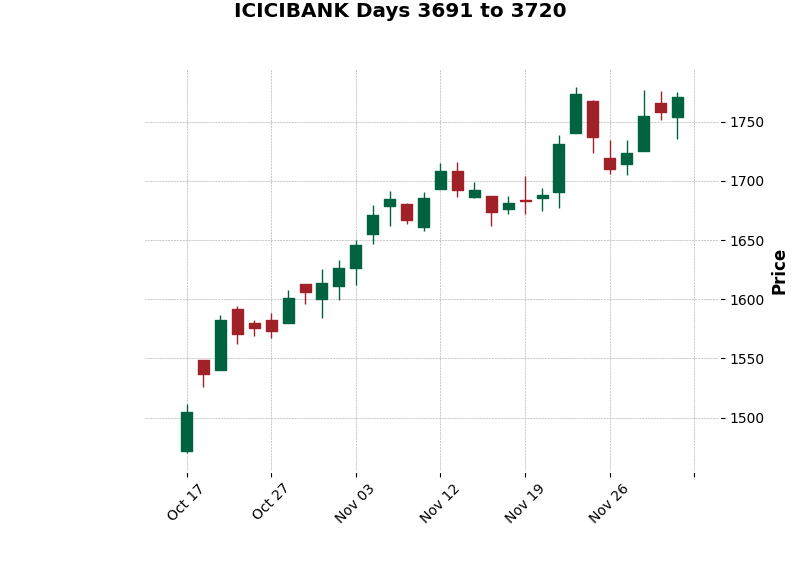 ICICIBANK Days 3691 to 3720
1750
1700
1650
1600
1550
1500
Price
Oct 17
Oct 27
Nov 03
Nov 12
Nov 19
Nov 26